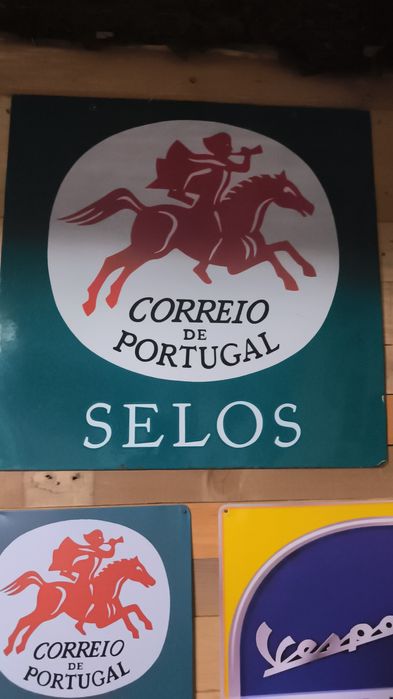 CORREIO
DE
PORTUGAL
SELOS
CORREIO
DE
PORTUGAL
Vespa